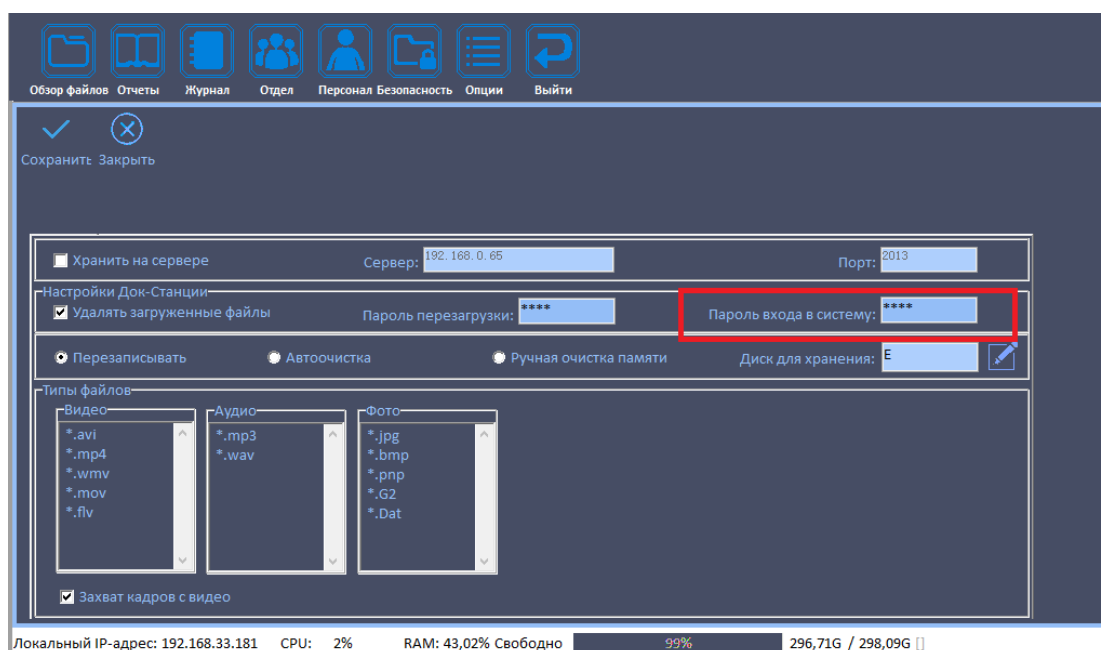 Обзор файлов Отчеты Журнал Отдел Персонал Безопасность Опции Выйти
Сохранить Закрыть
Хранить на сервере Сервер: 192.168.0.65 Порт: 2013
Настройки Док-Станции
Удалять загруженные файлы Пароль перезагрузки: **** Пароль входа в систему: ****
Перезаписывать Автоочистка Ручная очистка памяти Диск для хранения: E
Типы файлов
Видео Аудио Фото
*.avi *.mp3 *.jpg
*.mp4 *.wav *.bmp
*.wmv *.pnp
*.mov *.G2
*.flv *.Dat
Захват кадров с видео
Локальный IP-адрес: 192.168.33.181 CPU: 2% RAM: 43,02% Свободно 99% 296,71G / 298,09G []